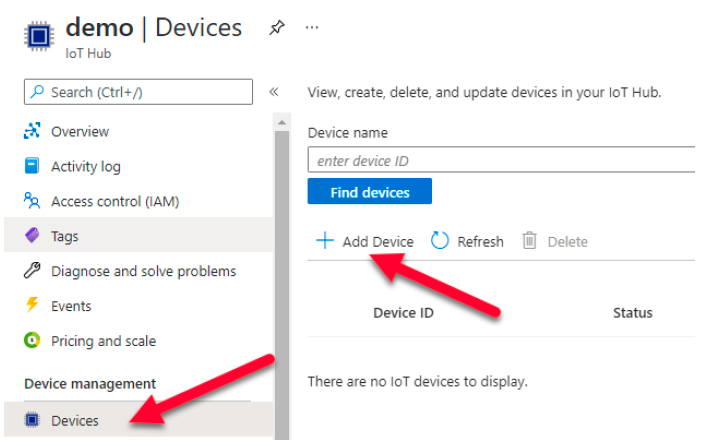 demo | Devices
IoT Hub
Search (Ctrl+/)
Overview
Activity log
Access control (IAM)
Tags
Diagnose and solve problems
Events
Pricing and scale
Device management
Devices
View, create, delete, and update devices in your IoT Hub.
Device name
enter device ID
Find devices
Add Device Refresh Delete
Device ID Status
There are no IoT devices to display.